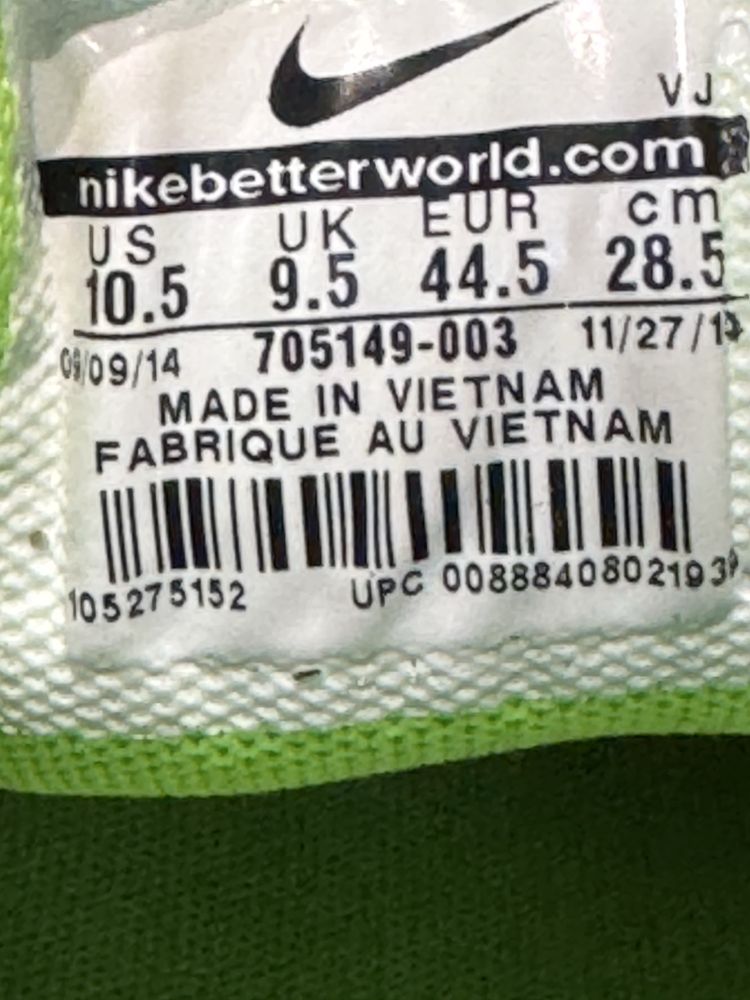 VJ
nikebetterworld.com
US UK EUR cm
10.5 9.5 44.5 28.5
09/09/14 705149-003
MADE IN VIETNAM
FABRIQUE AU VIETNAM
105275152 UPC